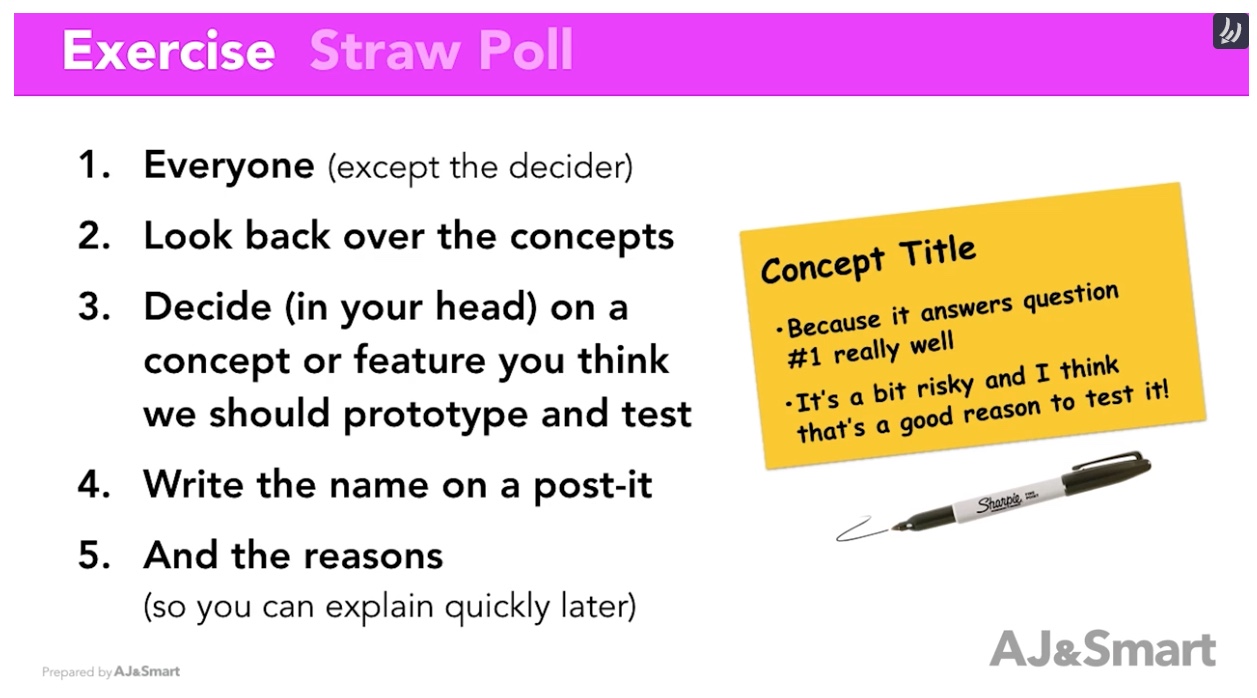 Exercise Straw Poll
1. Everyone (except the decider)
2. Look back over the concepts
3. Decide (in your head) on a
concept or feature you think
we should prototype and test
4. Write the name on a post-it
5. And the reasons
(so you can explain quickly later)
Concept Title
·Because it answers question
#1 really well
·It's a bit risky and I think
that's a good reason to test it!
Sharpie
Prepared by AJ&Smart
AJ&Smart